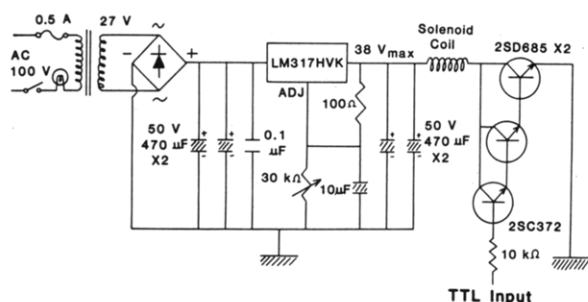 0.5 A
27 V
AC
100 V
~
~
-
+
LM317HVK
ADJ
38 Vmax
Solenoid
Coil
2SD685 X2
100Ω
50 V
470 µF
X2
0.1
µF
30 kΩ
10µF
50 V
470 µF
X2
2SC372
10 kΩ
TTL Input